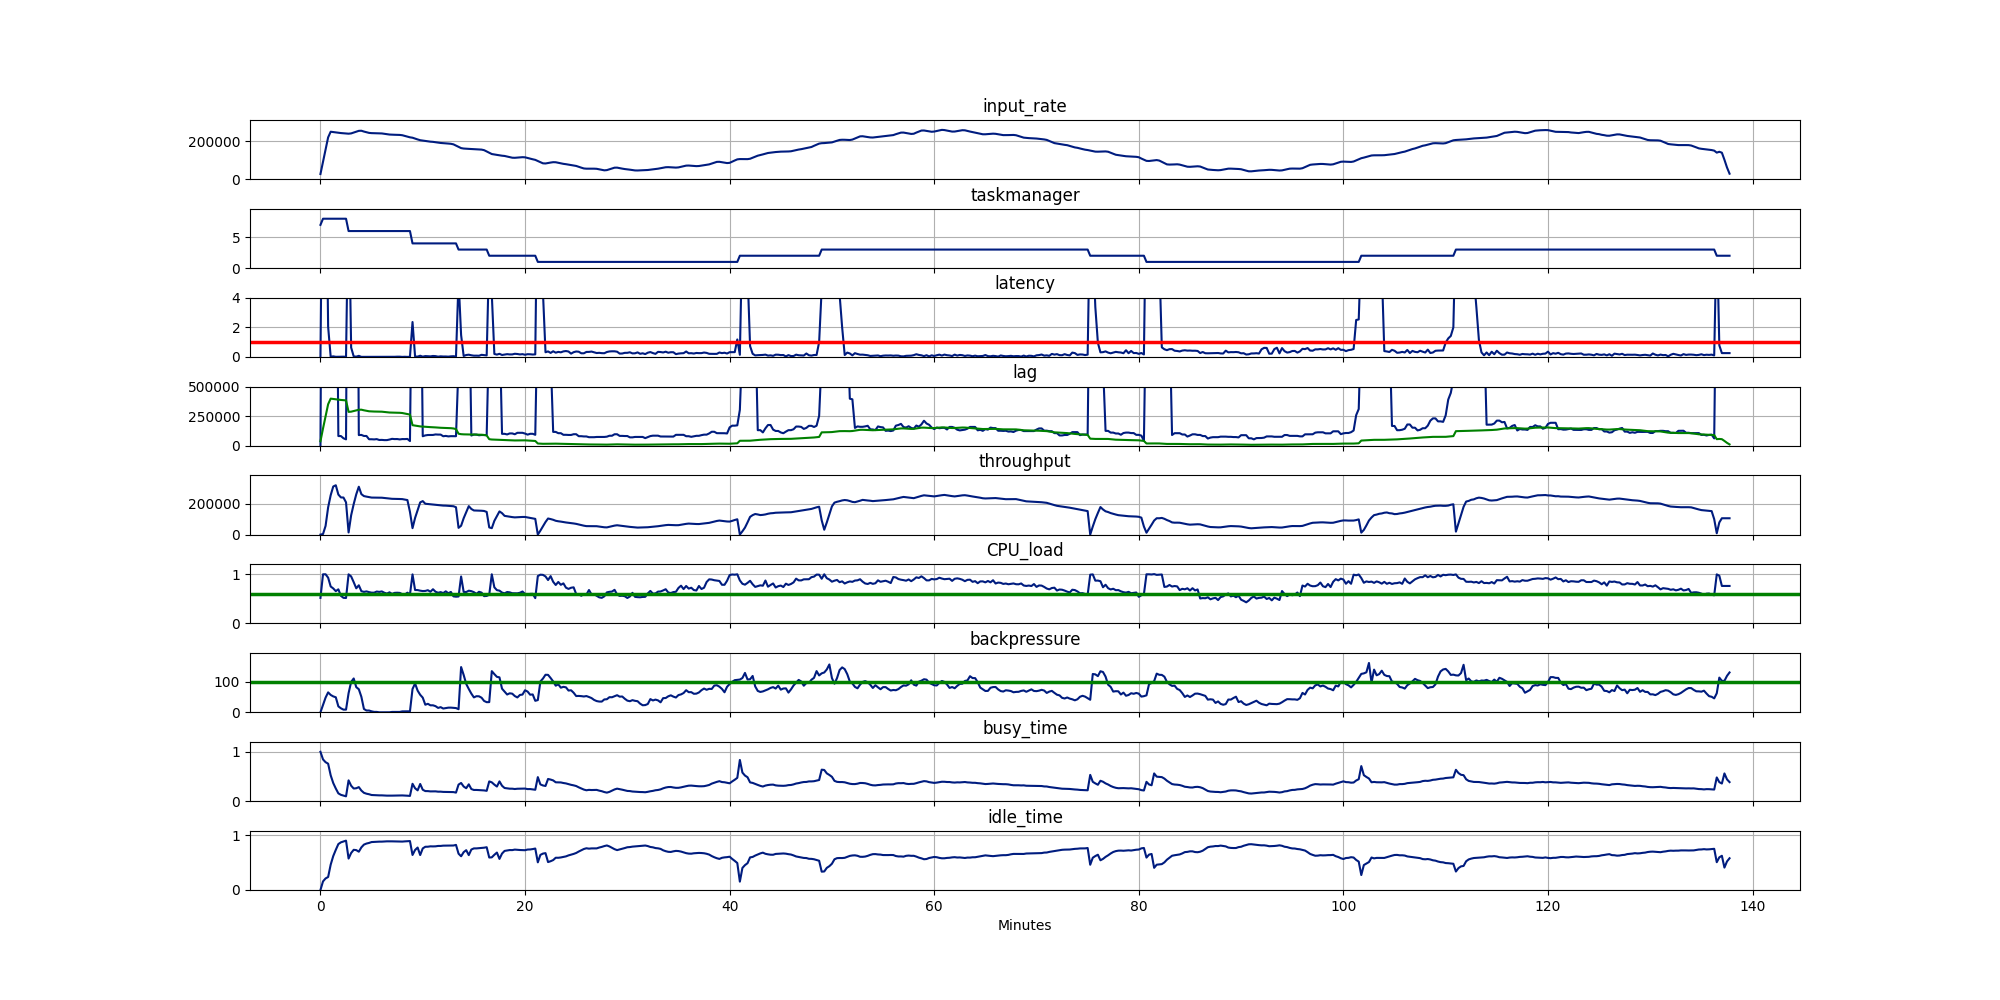 input_rate
200000
0
taskmanager
5
0
latency
4
2
0
lag
500000
250000
0
throughput
200000
0
CPU_load
1
0
backpressure
100
0
busy_time
1
0
idle_time
1
0
0 20 40 60 80 100 120 140
Minutes